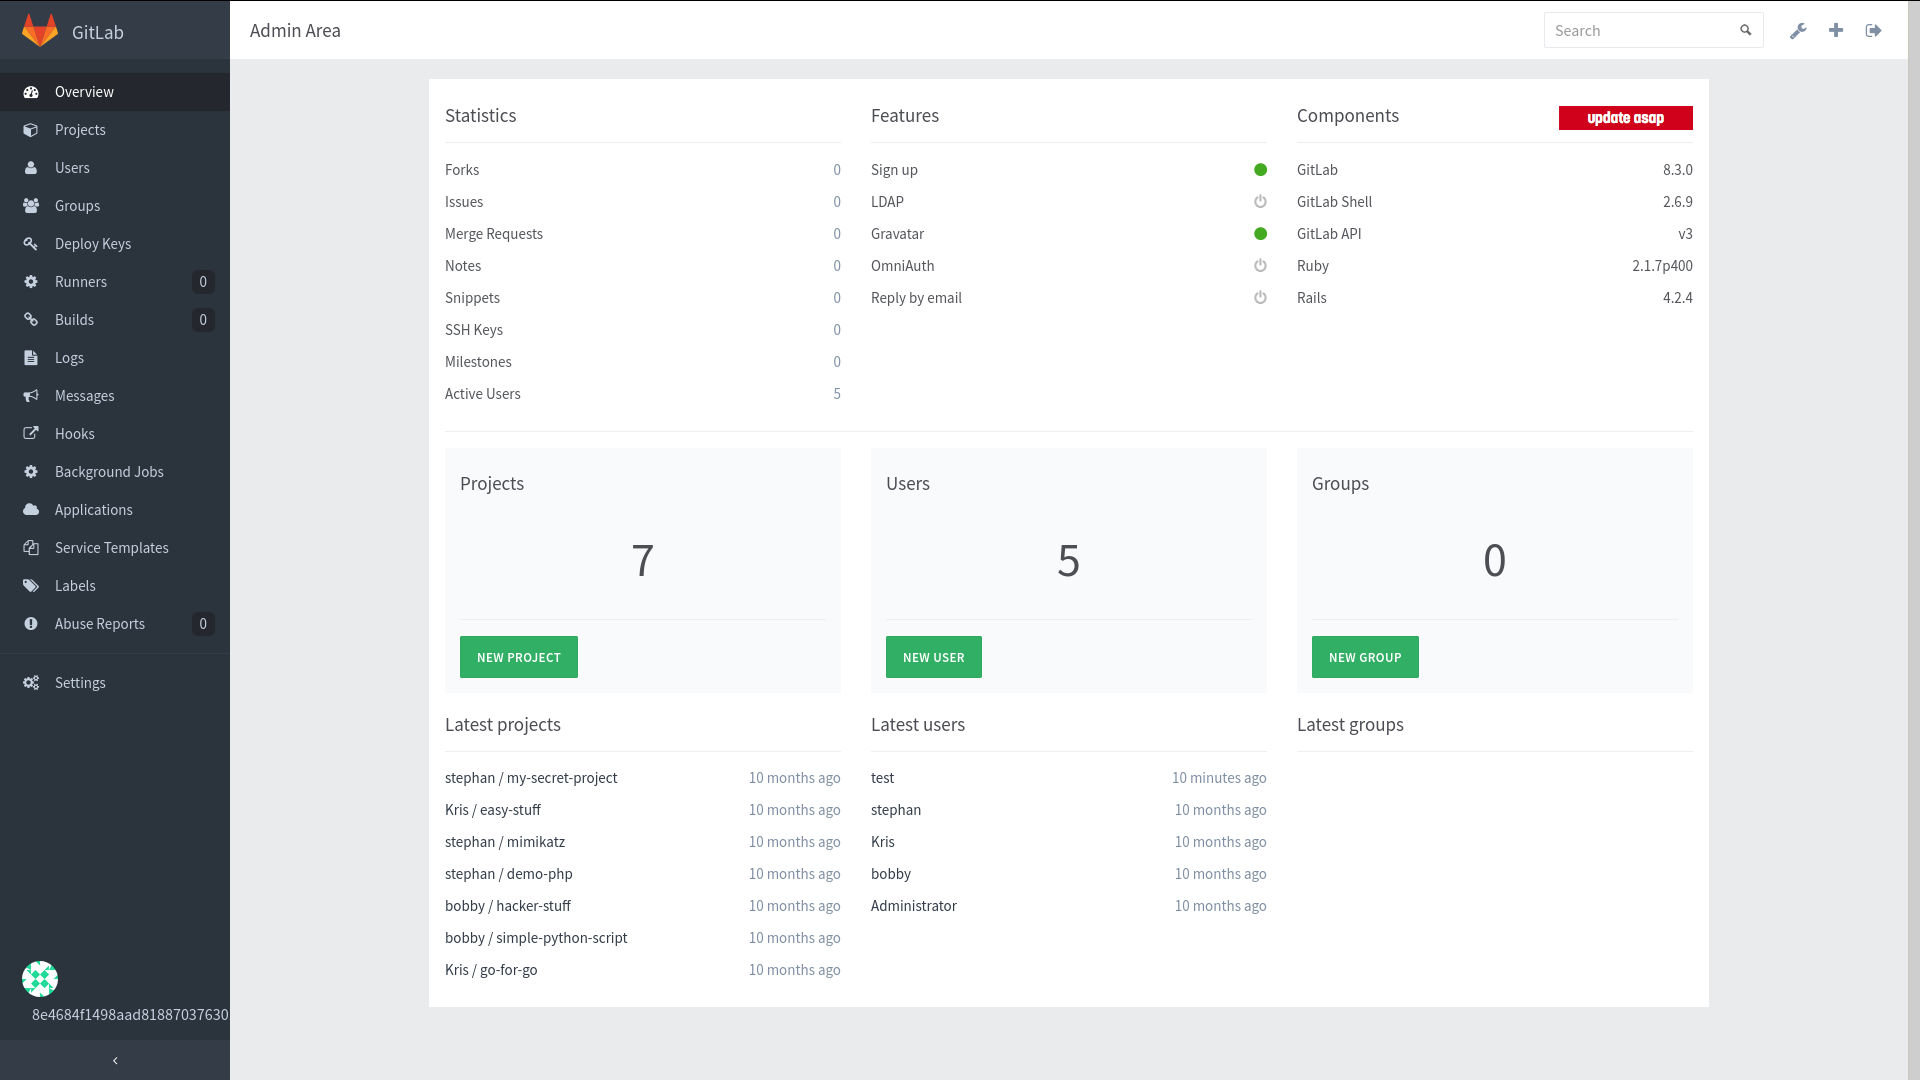 GitLab
Admin Area
Search
Overview
Projects
Users
Groups
Deploy Keys
Runners 0
Builds 0
Logs
Messages
Hooks
Background Jobs
Applications
Service Templates
Labels
Abuse Reports 0
Settings
8e4684f1498aad81887037630
Statistics
Forks 0
Issues 0
Merge Requests 0
Notes 0
Snippets 0
SSH Keys 0
Milestones 0
Active Users 5
Features
Sign up
LDAP
Gravatar
OmniAuth
Reply by email
Components update asap
GitLab 8.3.0
GitLab Shell 2.6.9
GitLab API v3
Ruby 2.1.7p400
Rails 4.2.4
Projects
7
NEW PROJECT
Users
5
NEW USER
Groups
0
NEW GROUP
Latest projects
stephan / my-secret-project 10 months ago
Kris / easy-stuff 10 months ago
stephan / mimikatz 10 months ago
stephan / demo-php 10 months ago
bobby / hacker-stuff 10 months ago
bobby / simple-python-script 10 months ago
Kris / go-for-go 10 months ago
Latest users
test 10 minutes ago
stephan 10 months ago
Kris 10 months ago
bobby 10 months ago
Administrator 10 months ago
Latest groups